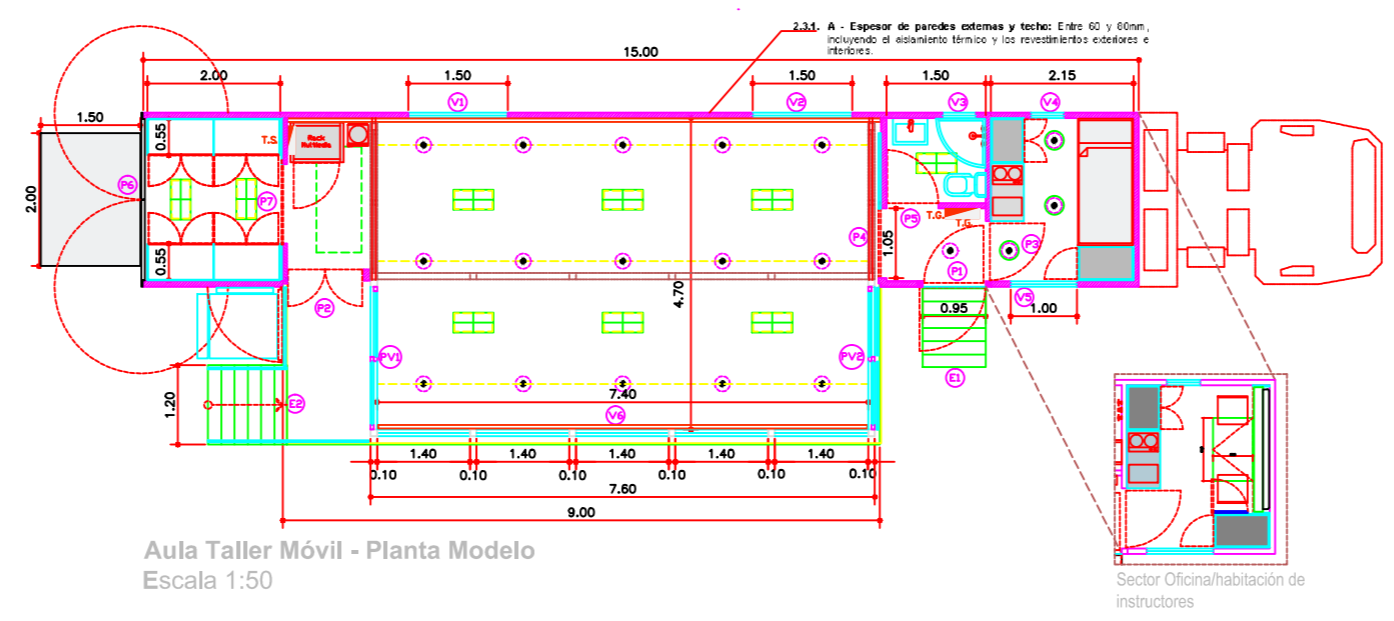 2.3.1. A - Espesor de paredes externas y techo: Entre 60 y 80mm,
incluyendo el aislamiento térmico y los revestimientos exteriores e
interiores.
15.00
2.00
1.50
1.50
1.50
2.15
V1
V2
V3
V4
1.50
2.00
0.55
T.S.
Rack
Multimedia
P6
P7
0.55
P2
P4
P5
T.G.
T.G.
1.05
P1
P3
V5
0.95
1.00
E1
4.70
PV1
PV2
7.40
V6
1.20
E2
1.40
1.40
1.40
1.40
1.40
0.10
0.10
0.10
0.10
0.10
0.10
7.60
9.00
Aula Taller Móvil - Planta Modelo
Escala 1:50
Sector Oficina/habitación de
instructores